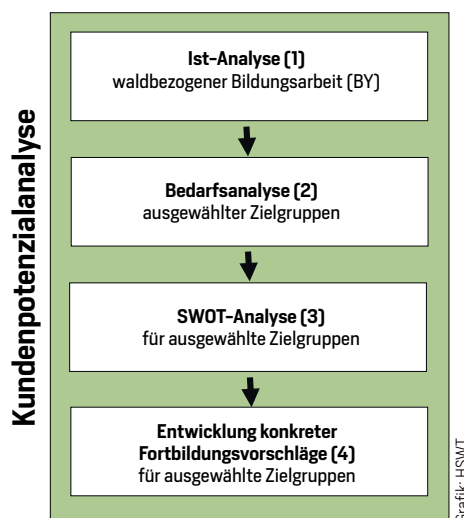 Kundenpotenzialanalyse
Ist-Analyse (1)
waldbezogener Bildungsarbeit (BY)
Bedarfsanalyse (2)
ausgewählter Zielgruppen
SWOT-Analyse (3)
für ausgewählte Zielgruppen
Entwicklung konkreter
Fortbildungsvorschläge (4)
für ausgewählte Zielgruppen
Grafik: HSWT